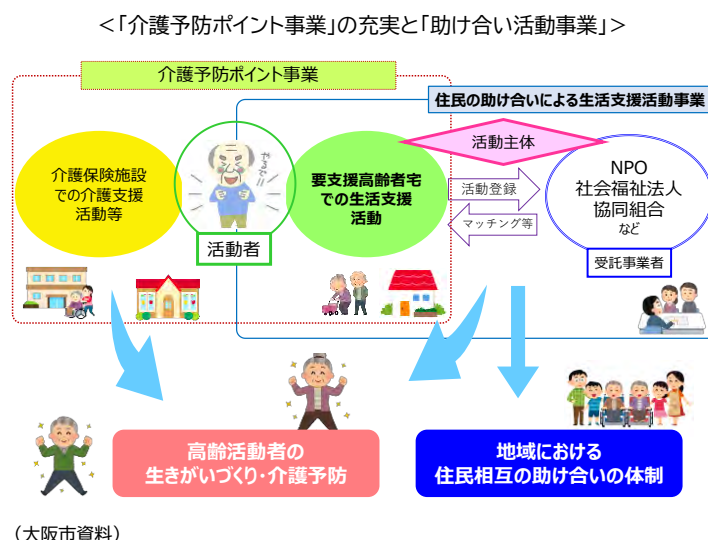 ＜「介護予防ポイント事業」の充実と「助け合い活動事業」＞
介護予防ポイント事業
住民の助け合いによる生活支援活動事業
活動主体
介護保険施設
での介護支援
活動等
やるで!!
活動者
要支援高齢者宅
での生活支援
活動
活動登録
マッチング等
NPO
社会福祉法人
協同組合
など
受託事業者
高齢活動者の
生きがいづくり・介護予防
地域における
住民相互の助け合いの体制
（大阪市資料）